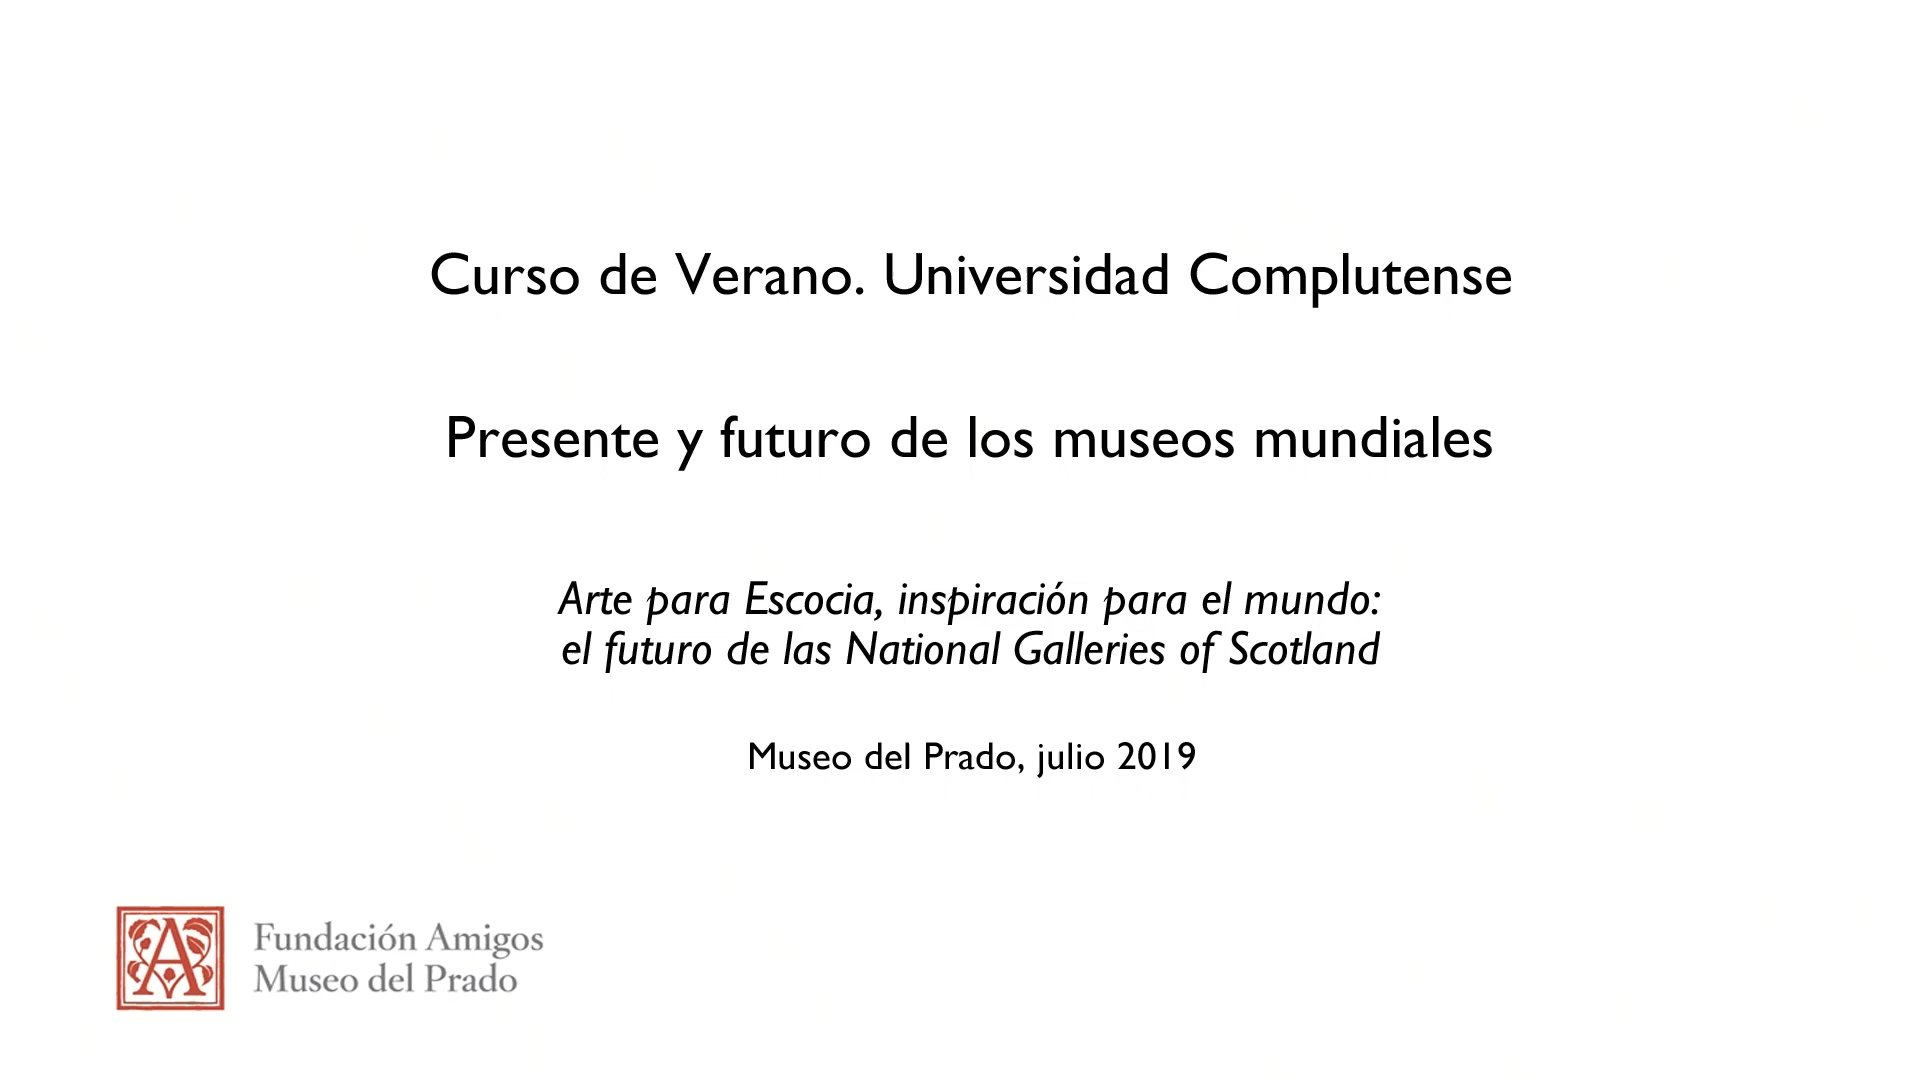 Curso de Verano. Universidad Complutense
Presente y futuro de los museos mundiales
Arte para Escocia, inspiración para el mundo:
el futuro de las National Galleries of Scotland
Museo del Prado, julio 2019
A
Fundación Amigos
Museo del Prado